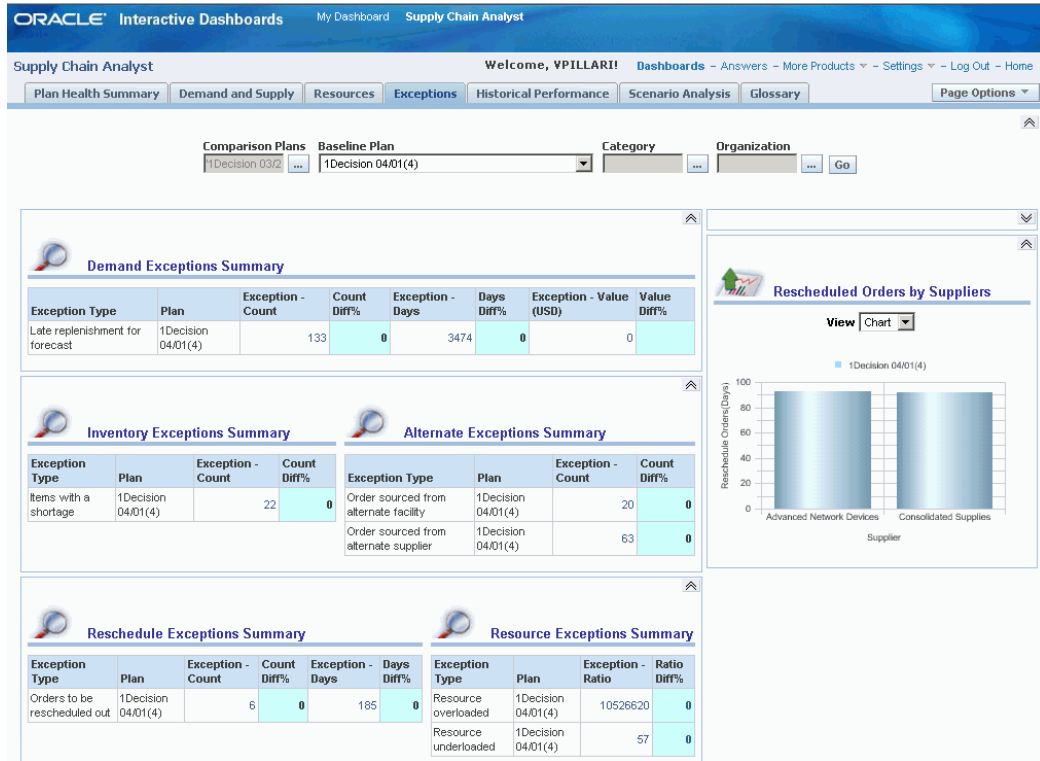 ORACLE Interactive Dashboards My Dashboard Supply Chain Analyst
Supply Chain Analyst Welcome, VPILLARI! Dashboards - Answers - More Products - Settings - Log Out - Home
Plan Health Summary Demand and Supply Resources Exceptions Historical Performance Scenario Analysis Glossary Page Options
Comparison Plans Baseline Plan Category Organization
'1Decision 03/2 ... 1Decision 04/01(4) ... ... Go
Demand Exceptions Summary
Exception Type Plan Exception - Count Count Diff% Exception - Days Days Diff% Exception - Value (USD) Value Diff%
Late replenishment for forecast 1Decision 04/01(4) 133 0 3474 0 0
Rescheduled Orders by Suppliers
View Chart
1Decision 04/01(4)
Reschedule Orders(Days)
100
80
60
40
20
0
Advanced Network Devices Consolidated Supplies
Supplier
Inventory Exceptions Summary
Exception Type Plan Exception - Count Count Diff%
Items with a shortage 1Decision 04/01(4) 22 0
Alternate Exceptions Summary
Exception Type Plan Exception - Count Count Diff%
Order sourced from alternate facility 1Decision 04/01(4) 20 0
Order sourced from alternate supplier 1Decision 04/01(4) 63 0
Reschedule Exceptions Summary
Exception Type Plan Exception - Count Count Diff% Exception - Days Days Diff%
Orders to be rescheduled out 1Decision 04/01(4) 6 0 185 0
Resource Exceptions Summary
Exception Type Plan Exception - Ratio Ratio Diff%
Resource overloaded 1Decision 04/01(4) 10526620 0
Resource underloaded 1Decision 04/01(4) 57 0